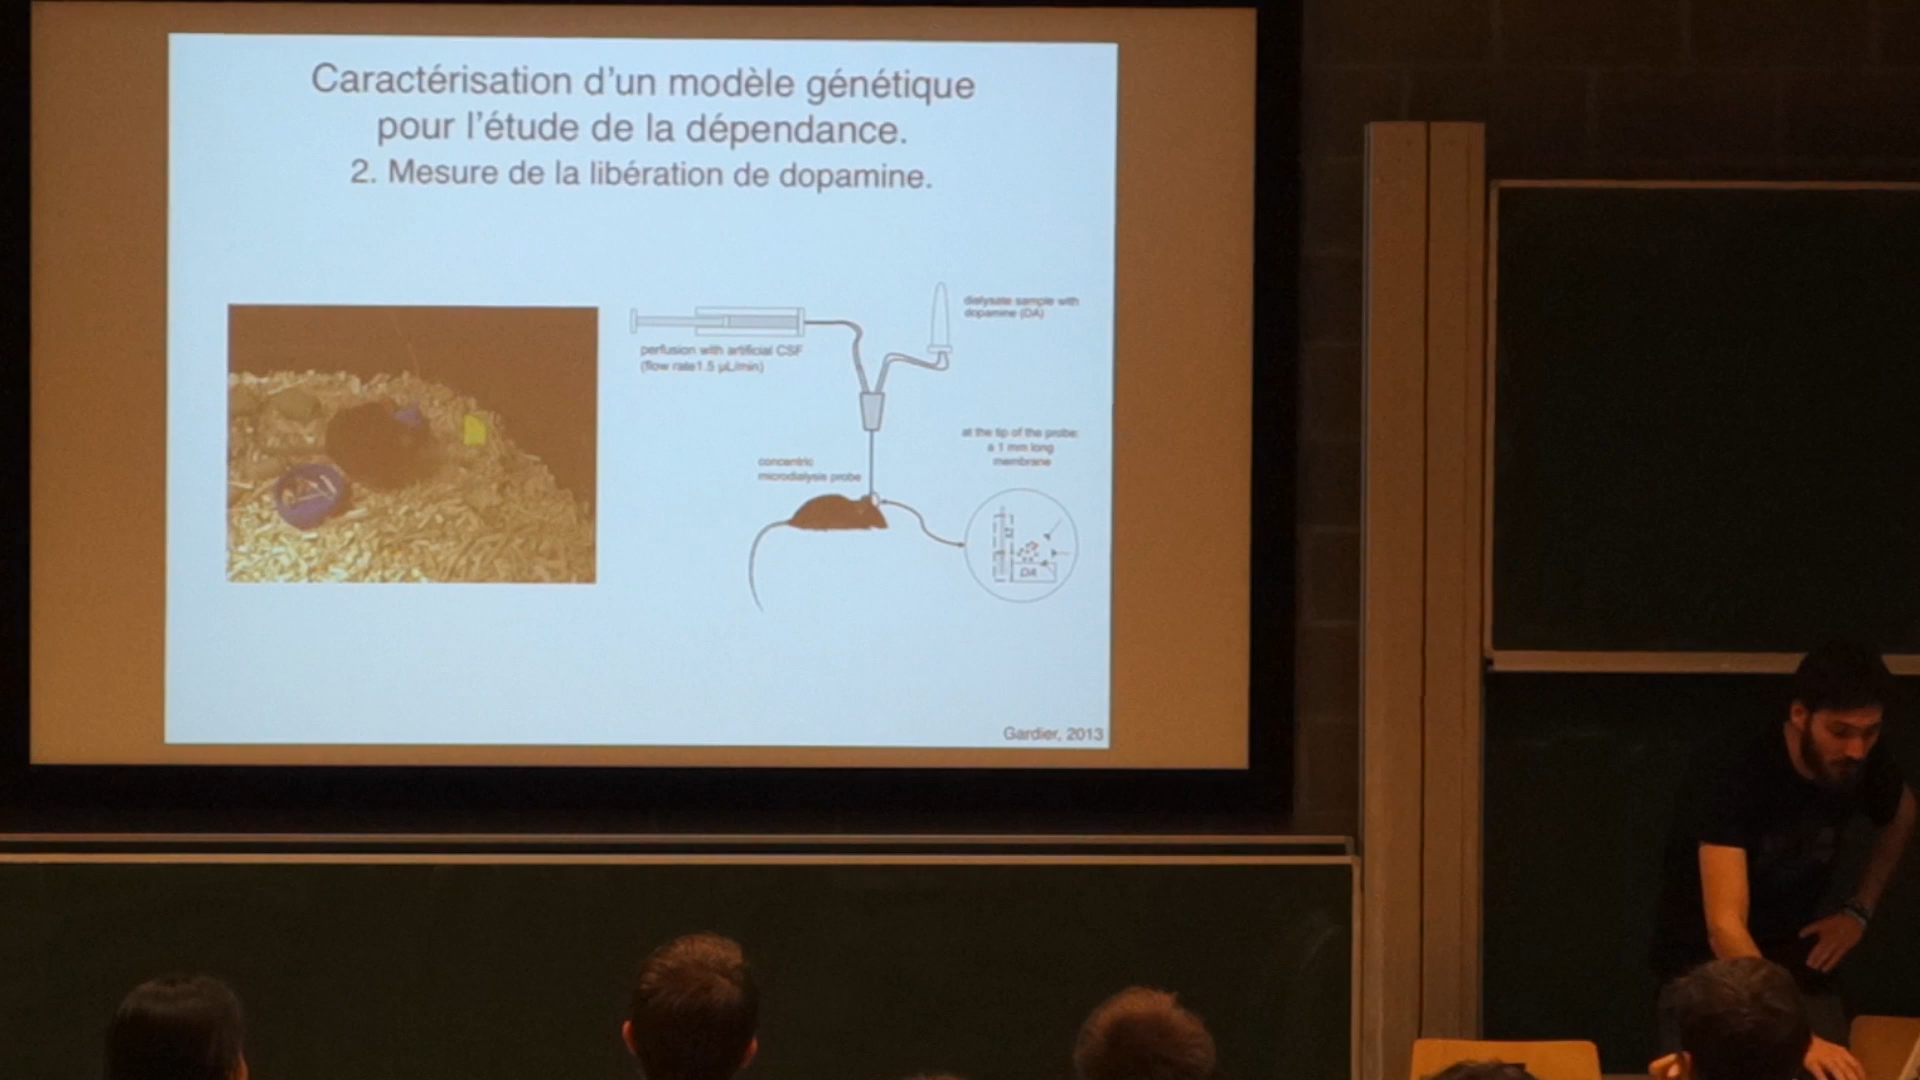 Caractérisation d'un modèle génétique
pour l'étude de la dépendance.
2. Mesure de la libération de dopamine.
dialysate sample with
dopamine (DA)
perfusion with artificial CSF
(flow rate1.5 µL/min)
at the tip of the probe:
a 1 mm long
membrane
concentric
microdialysis probe
DA
Gardier, 2013